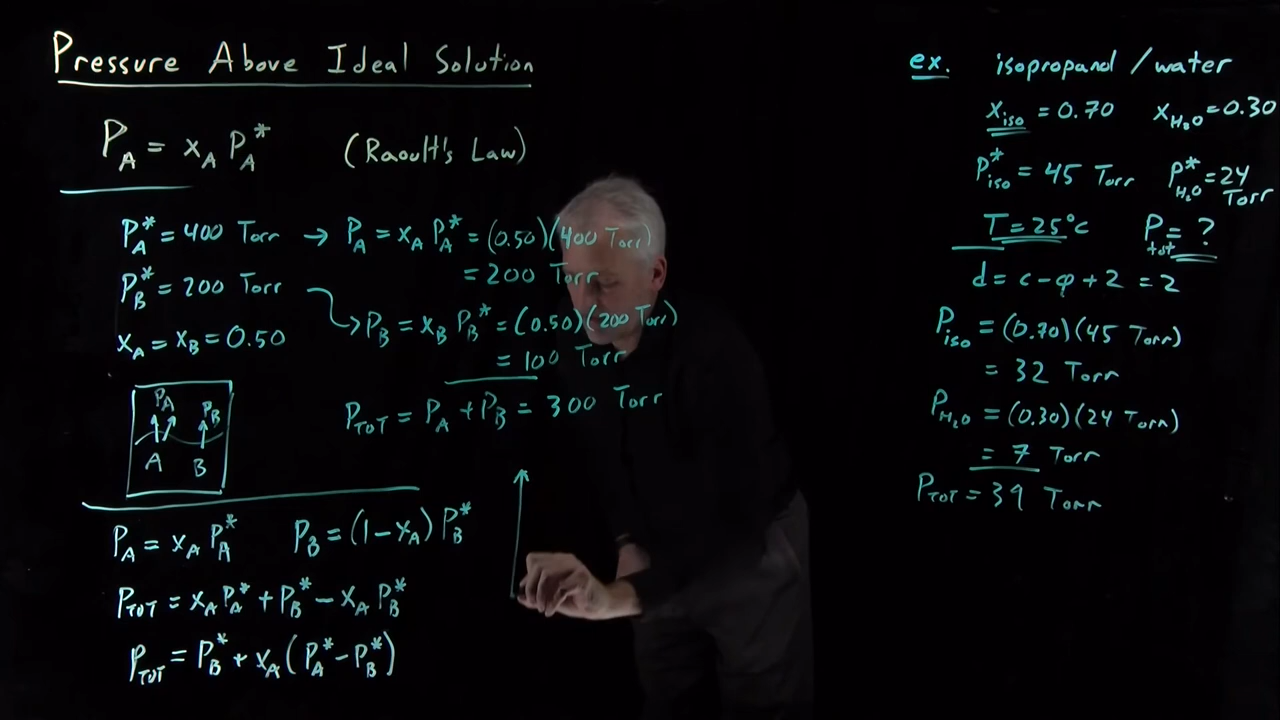 Pressure Above Ideal Solution
P_A = x_A P_A^* (Raoult's Law)
P_A^* = 400 Torr → P_A = x_A P_A^* = (0.50)(400 Torr)
= 200 Torr
P_B^* = 200 Torr → P_B = x_B P_B^* = (0.50)(200 Torr)
= 100 Torr
x_A = x_B = 0.50
P_TOT = P_A + P_B = 300 Torr
P_A P_B
A B
P_A = x_A P_A^* P_B = (1-x_A) P_B^*
P_TOT = x_A P_A^* + P_B^* - x_A P_B^*
P_TOT = P_B^* + x_A (P_A^* - P_B^*)
ex. isopropanol / water
x_iso = 0.70 x_H2O = 0.30
P_iso^* = 45 Torr P_H2O^* = 24 Torr
T = 25°C P_tot = ?
d = c - φ + 2 = 2
P_iso = (0.70)(45 Torr)
= 32 Torr
P_H2O = (0.30)(24 Torr)
= 7 Torr
P_TOT = 39 Torr